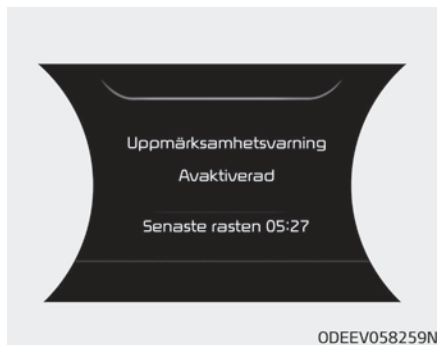 Uppmärksamhetsvarning
Avaktiverad
Senaste rasten 05:27
ODEEV058259N